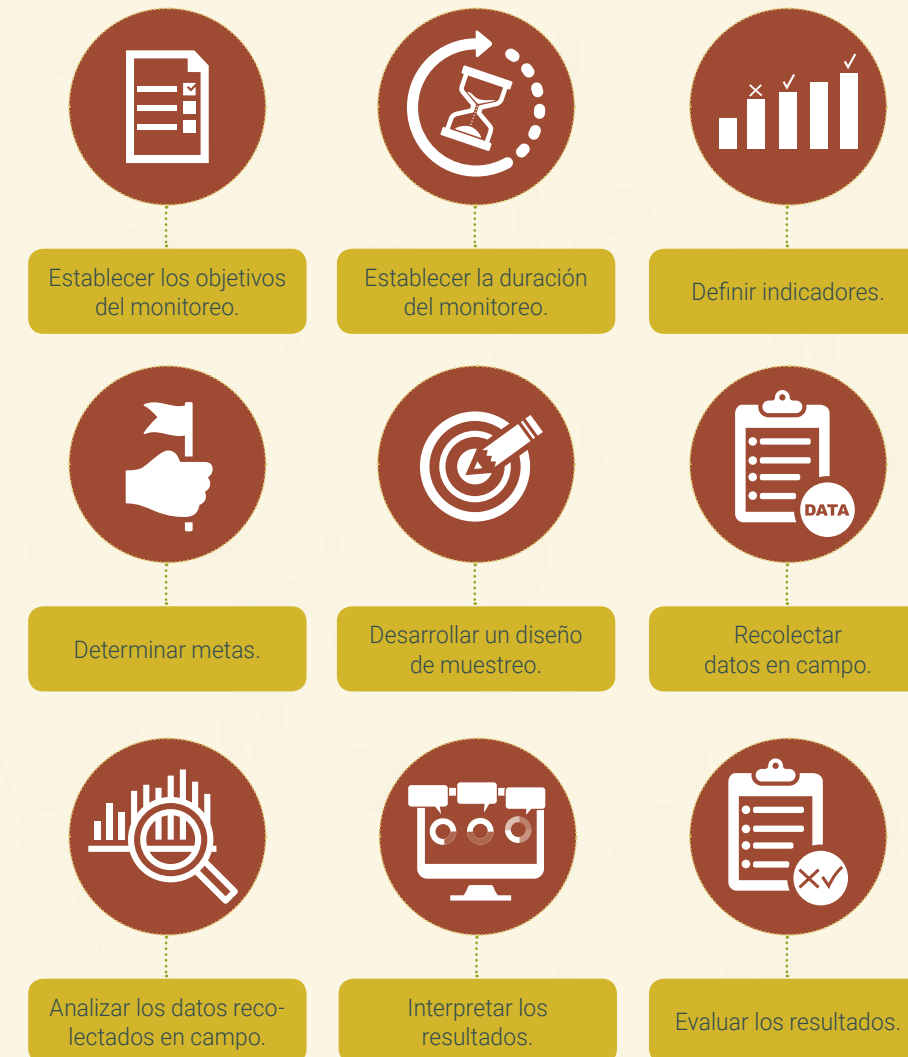 Establecer los objetivos
del monitoreo.
Establecer la duración
del monitoreo.
Definir indicadores.
Determinar metas.
Desarrollar un diseño
de muestreo.
DATA
Recolectar
datos en campo.
Analizar los datos reco-
lectados en campo.
Interpretar los
resultados.
Evaluar los resultados.